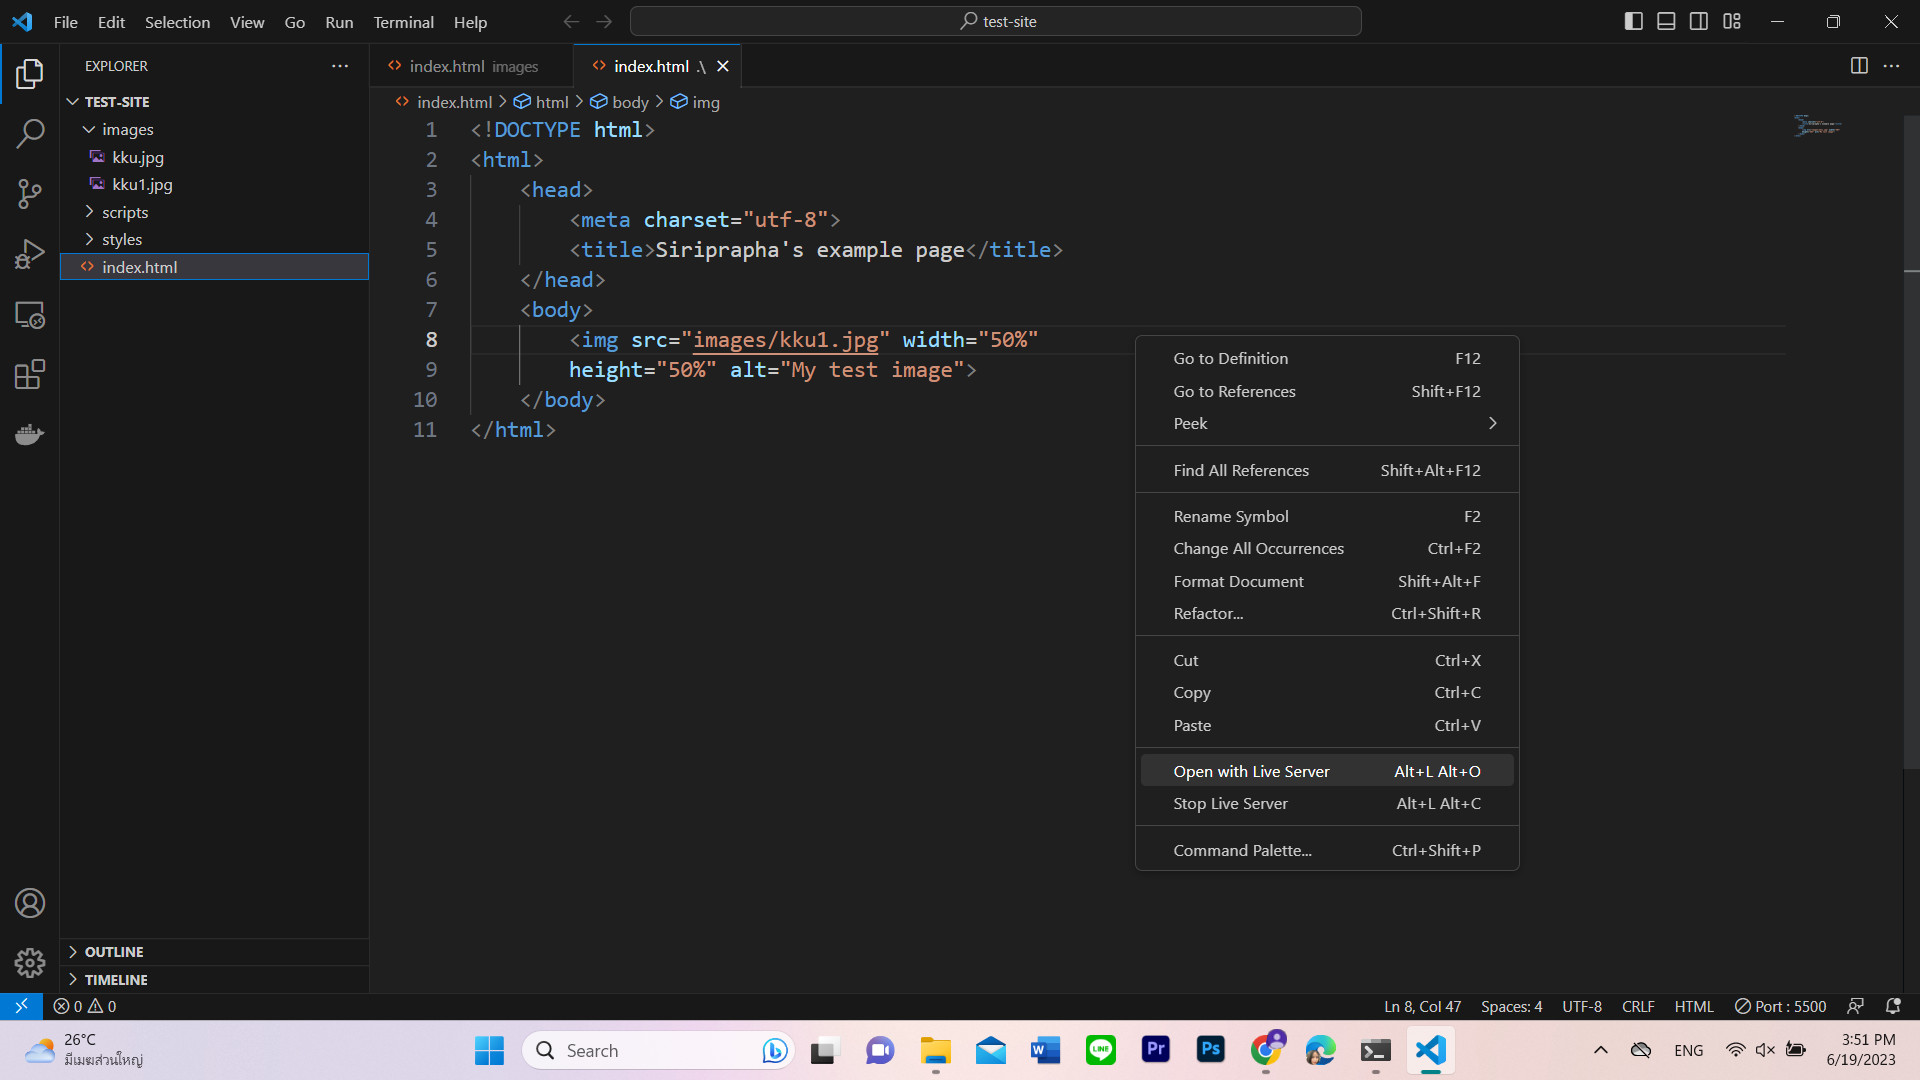 File Edit Selection View Go Run Terminal Help
test-site
EXPLORER
TEST-SITE
images
kku.jpg
kku1.jpg
scripts
styles
index.html
OUTLINE
TIMELINE
index.html images
index.html .\
index.html > html > body > img
1 <!DOCTYPE html>
2 <html>
3 <head>
4 <meta charset="utf-8">
5 <title>Siriprapha's example page</title>
6 </head>
7 <body>
8 <img src="images/kku1.jpg" width="50%"
9 height="50%" alt="My test image">
10 </body>
11 </html>
Go to Definition F12
Go to References Shift+F12
Peek
Find All References Shift+Alt+F12
Rename Symbol F2
Change All Occurrences Ctrl+F2
Format Document Shift+Alt+F
Refactor... Ctrl+Shift+R
Cut Ctrl+X
Copy Ctrl+C
Paste Ctrl+V
Open with Live Server Alt+L Alt+O
Stop Live Server Alt+L Alt+C
Command Palette... Ctrl+Shift+P
0 0
Ln 8, Col 47 Spaces: 4 UTF-8 CRLF HTML Port : 5500
26°C
มีเมฆส่วนใหญ่
Search
W
LINE
Pr
Ps
ENG
3:51 PM
6/19/2023